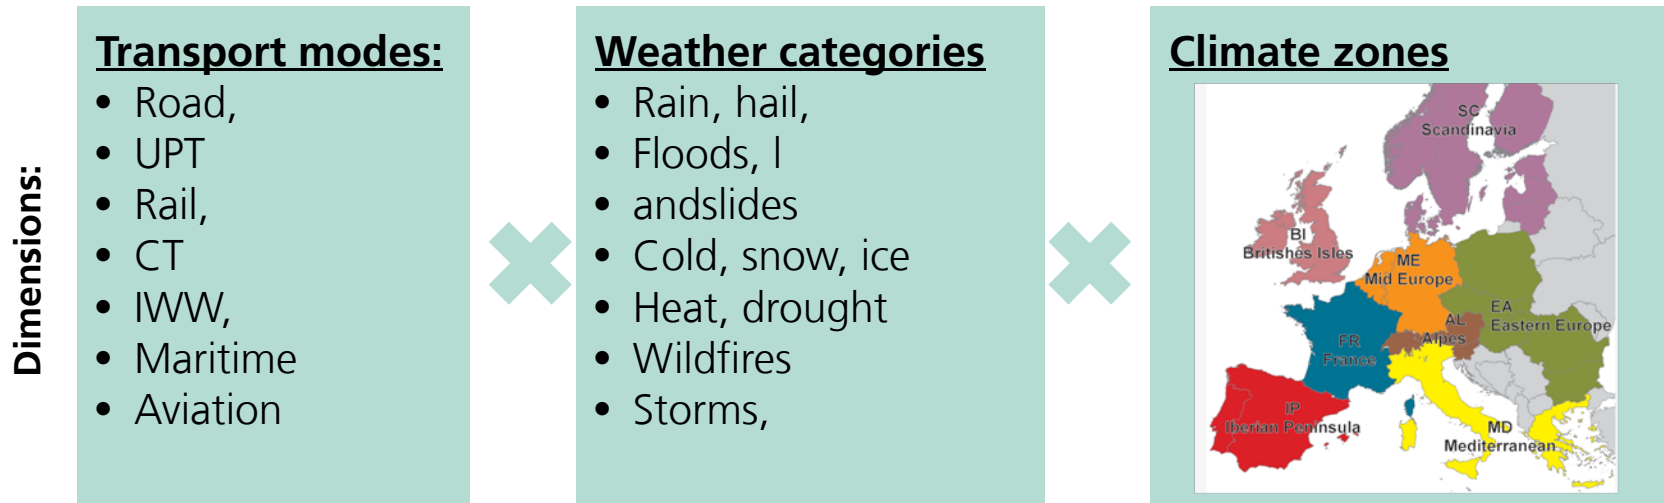 Dimensions:
Transport modes:
• Road,
• UPT
• Rail,
• CT
• IWW,
• Maritime
• Aviation
Weather categories
• Rain, hail,
• Floods, l
• andslides
• Cold, snow, ice
• Heat, drought
• Wildfires
• Storms,
Climate zones
SC
Scandinavia
BI
Britishes Isles
ME
Mid Europe
EA
Eastern Europe
AL
Alpes
FR
France
IP
Iberian Peninsula
MD
Mediterranean